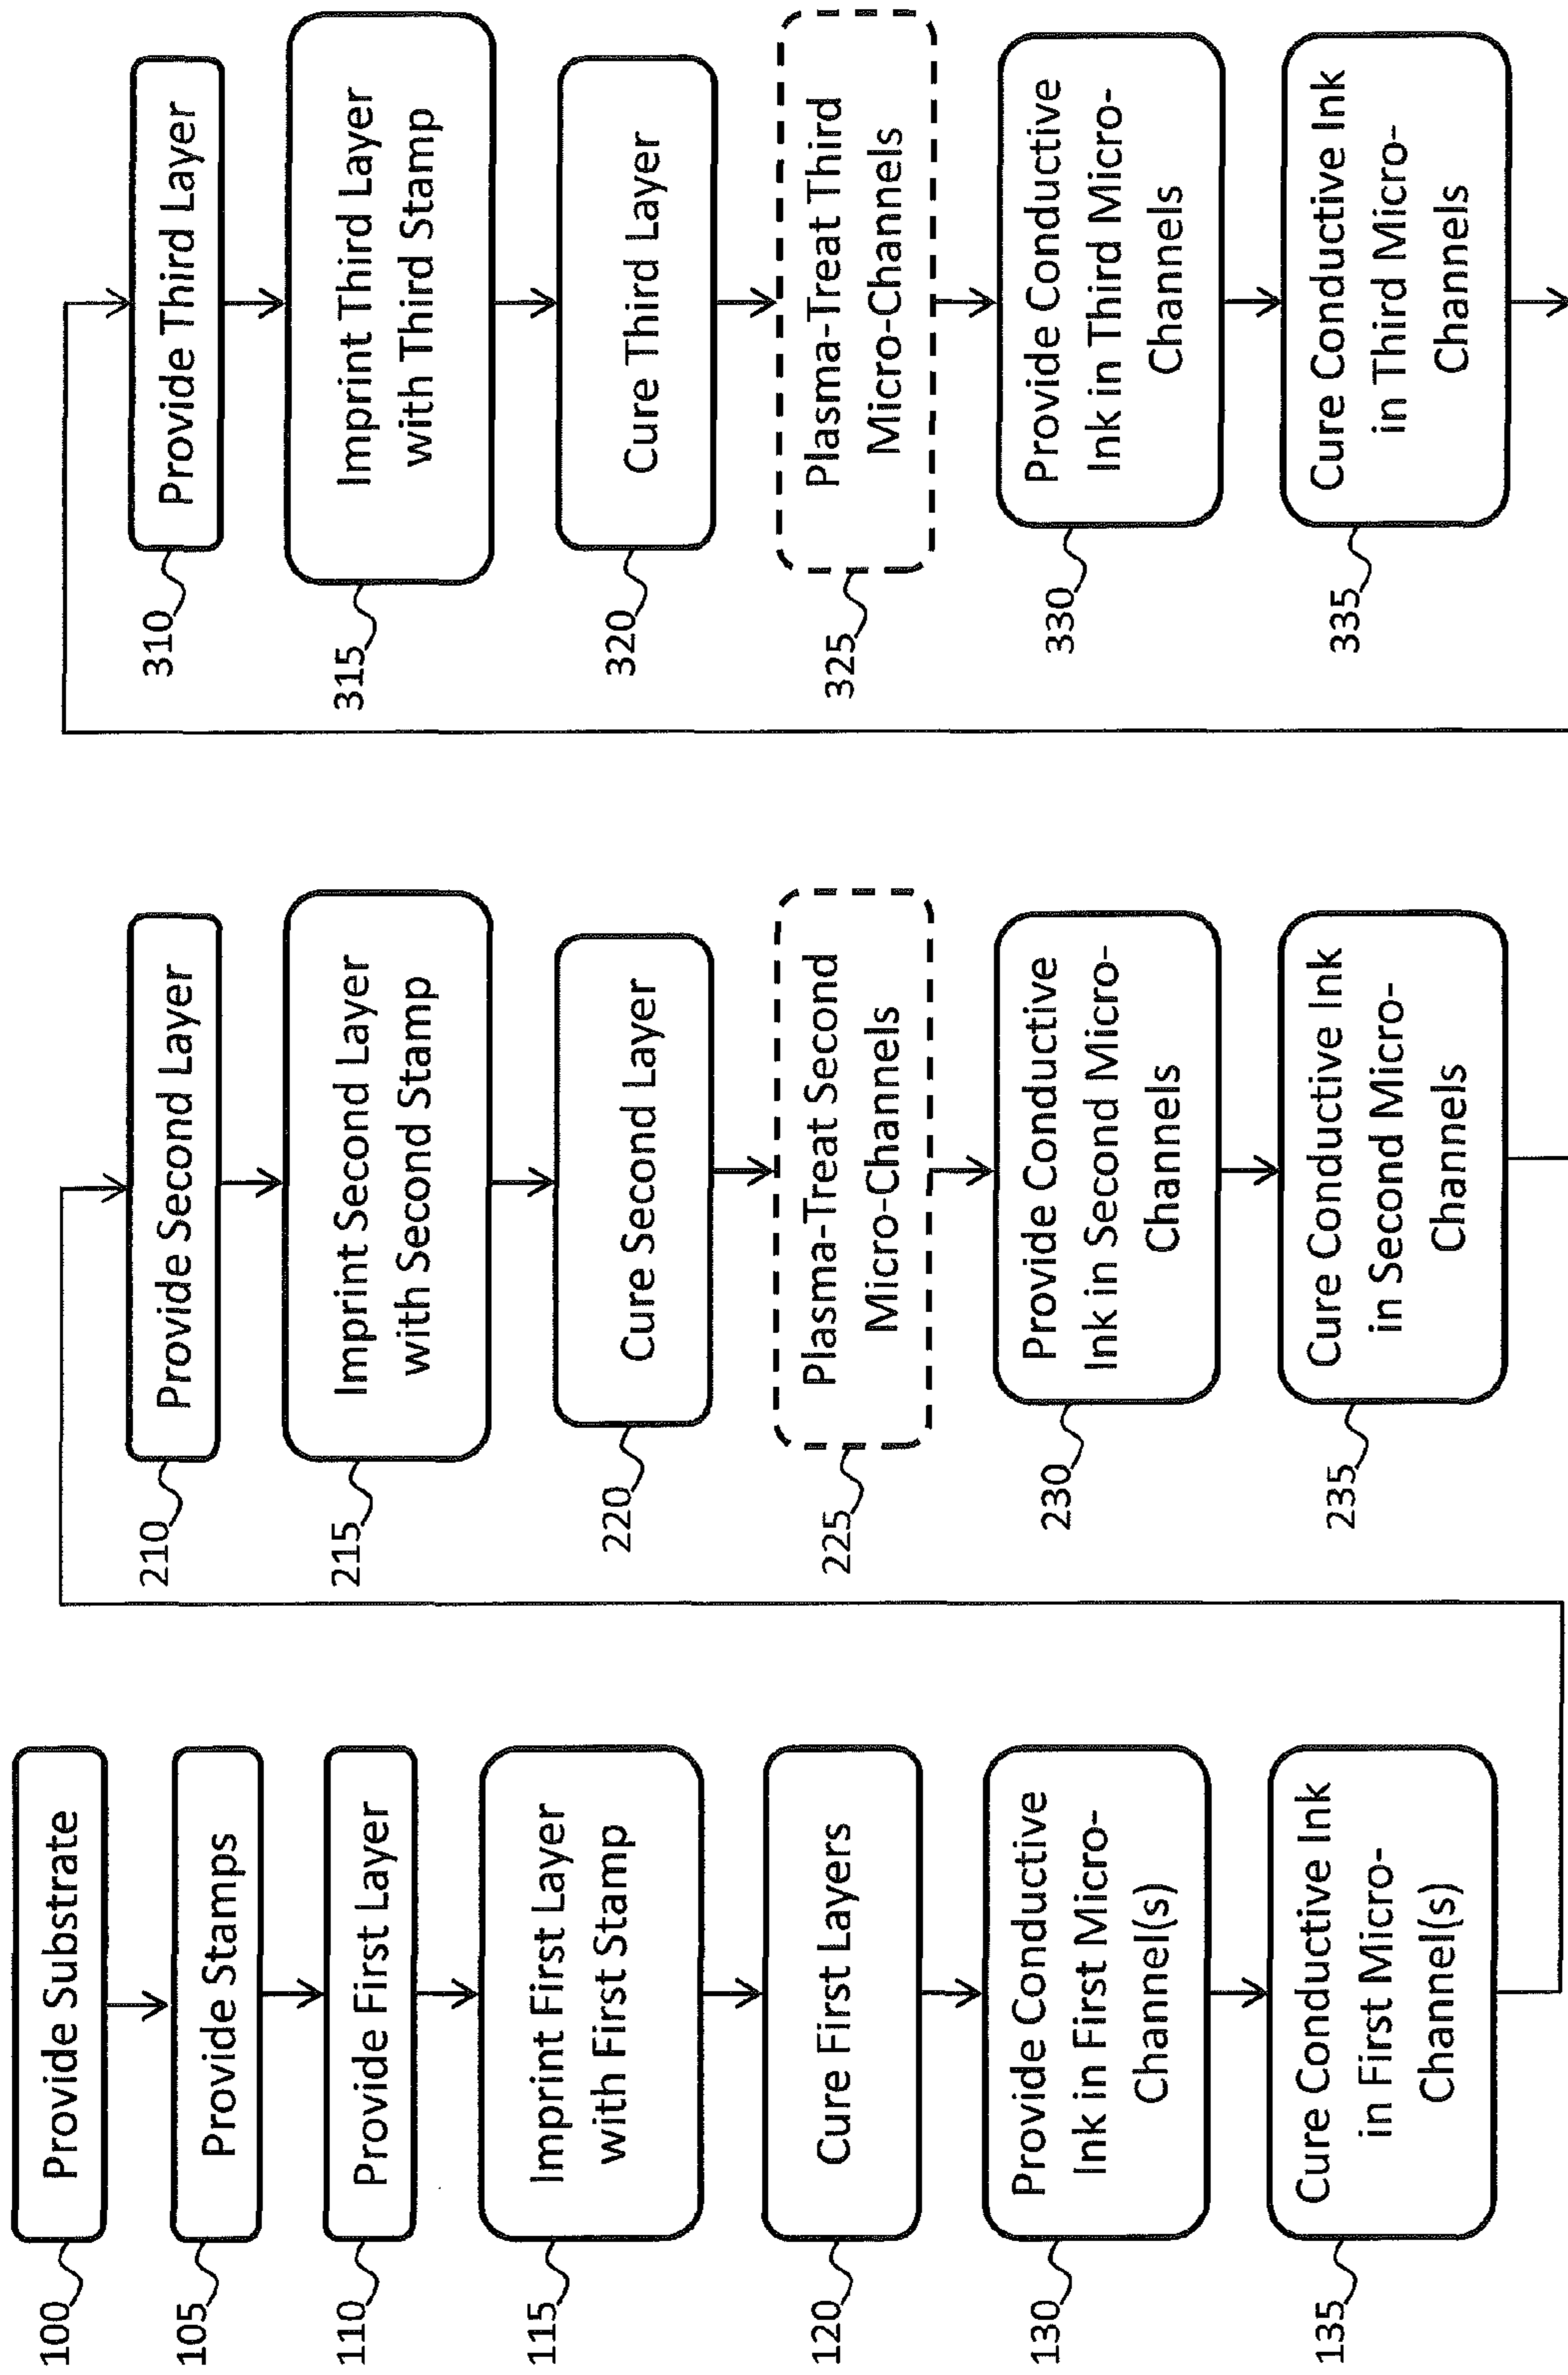 100
Provide Substrate
105
Provide Stamps
110
Provide First Layer
115
Imprint First Layer
with First Stamp
120
Cure First Layers
130
Provide Conductive
Ink in First Micro-
Channel(s)
135
Cure Conductive Ink
in First Micro-
Channel(s)
210
Provide Second Layer
215
Imprint Second Layer
with Second Stamp
220
Cure Second Layer
225
Plasma-Treat Second
Micro-Channels
230
Provide Conductive
Ink in Second Micro-
Channels
235
Cure Conductive Ink
in Second Micro-
Channels
310
Provide Third Layer
315
Imprint Third Layer
with Third Stamp
320
Cure Third Layer
325
Plasma-Treat Third
Micro-Channels
330
Provide Conductive
Ink in Third Micro-
Channels
335
Cure Conductive Ink
in Third Micro-
Channels